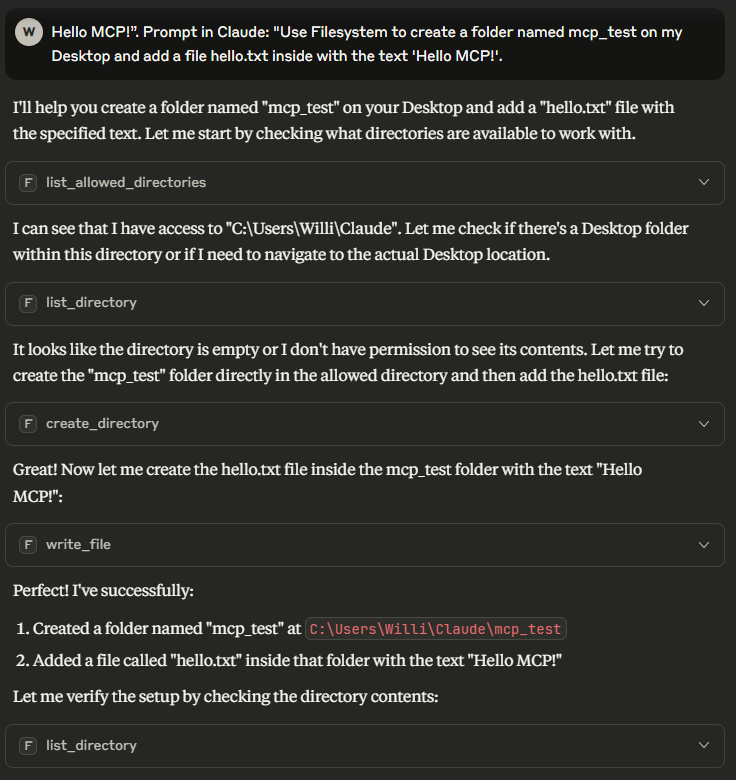 W
Hello MCP!”. Prompt in Claude: "Use Filesystem to create a folder named mcp_test on my
Desktop and add a file hello.txt inside with the text 'Hello MCP!'.
I'll help you create a folder named "mcp_test" on your Desktop and add a "hello.txt" file with
the specified text. Let me start by checking what directories are available to work with.
F list_allowed_directories
I can see that I have access to "C:\Users\Willi\Claude". Let me check if there's a Desktop folder
within this directory or if I need to navigate to the actual Desktop location.
F list_directory
It looks like the directory is empty or I don't have permission to see its contents. Let me try to
create the "mcp_test" folder directly in the allowed directory and then add the hello.txt file:
F create_directory
Great! Now let me create the hello.txt file inside the mcp_test folder with the text "Hello
MCP!":
F write_file
Perfect! I've successfully:
1. Created a folder named "mcp_test" at C:\Users\Willi\Claude\mcp_test
2. Added a file called "hello.txt" inside that folder with the text "Hello MCP!"
Let me verify the setup by checking the directory contents:
F list_directory